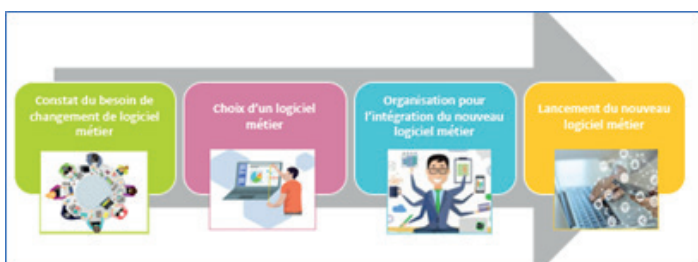 Constat du besoin de
changement de logiciel
métier
Choix d'un logiciel
métier
Organisation pour
l'intégration du nouveau
logiciel métier
Lancement du nouveau
logiciel métier